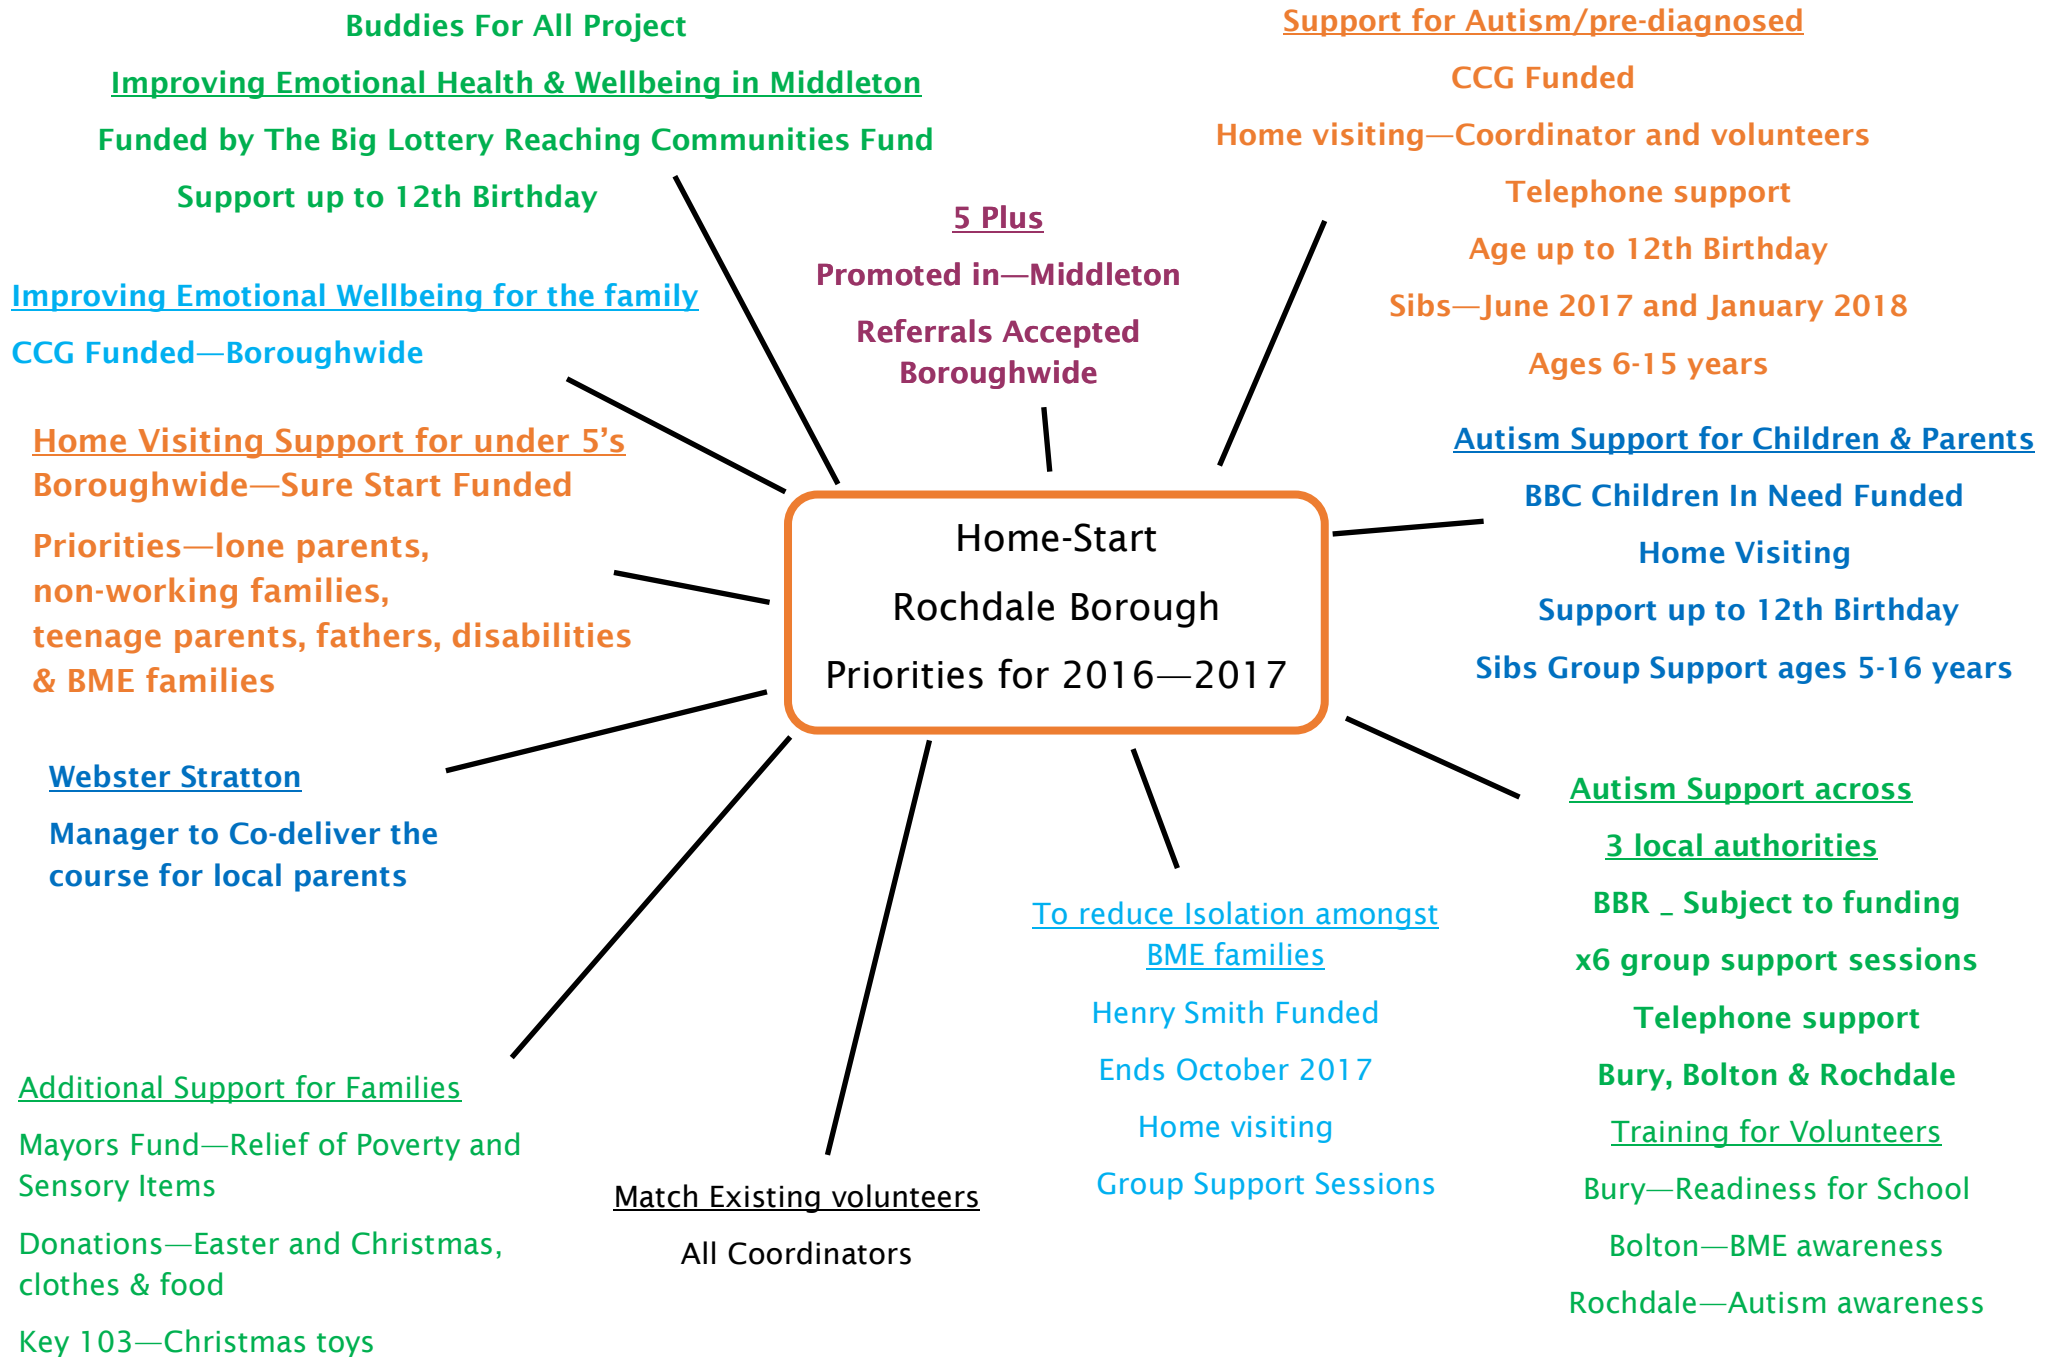 Buddies For All Project
Improving Emotional Health & Wellbeing in Middleton
Funded by The Big Lottery Reaching Communities Fund
Support up to 12th Birthday
Support for Autism/pre-diagnosed
CCG Funded
Home visiting—Coordinator and volunteers
Telephone support
Age up to 12th Birthday
Sibs—June 2017 and January 2018
Ages 6-15 years
5 Plus
Promoted in—Middleton
Referrals Accepted
Boroughwide
Improving Emotional Wellbeing for the family
CCG Funded—Boroughwide
Home Visiting Support for under 5’s
Boroughwide—Sure Start Funded
Priorities—lone parents,
non-working families,
teenage parents, fathers, disabilities
& BME families
Home-Start
Rochdale Borough
Priorities for 2016—2017
Autism Support for Children & Parents
BBC Children In Need Funded
Home Visiting
Support up to 12th Birthday
Sibs Group Support ages 5-16 years
Webster Stratton
Manager to Co-deliver the
course for local parents
Autism Support across
3 local authorities
BBR _ Subject to funding
x6 group support sessions
Telephone support
Bury, Bolton & Rochdale
Training for Volunteers
Bury—Readiness for School
Bolton—BME awareness
Rochdale—Autism awareness
To reduce Isolation amongst
BME families
Henry Smith Funded
Ends October 2017
Home visiting
Group Support Sessions
Additional Support for Families
Mayors Fund—Relief of Poverty and
Sensory Items
Donations—Easter and Christmas,
clothes & food
Key 103—Christmas toys
Match Existing volunteers
All Coordinators